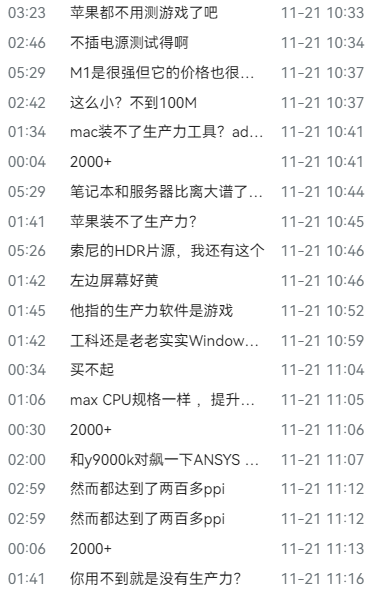 03:23 苹果都不用测游戏了吧 11-21 10:33
02:46 不插电源测试得啊 11-21 10:34
05:29 M1是很强但它的价格也很... 11-21 10:37
02:42 这么小？不到100M 11-21 10:37
01:34 mac装不了生产力工具？ad... 11-21 10:41
00:04 2000+ 11-21 10:41
05:29 笔记本和服务器比离大谱了... 11-21 10:44
01:41 苹果装不了生产力？ 11-21 10:45
05:26 索尼的HDR片源，我还有这个 11-21 10:46
01:42 左边屏幕好黄 11-21 10:46
01:45 他指的生产力软件是游戏 11-21 10:52
01:42 工科还是老老实实Window... 11-21 10:59
00:34 买不起 11-21 11:04
01:06 max CPU规格一样 ，提升... 11-21 11:05
00:30 2000+ 11-21 11:06
02:00 和y9000k对飙一下ANSYS ... 11-21 11:07
02:59 然而都达到了两百多ppi 11-21 11:12
02:59 然而都达到了两百多ppi 11-21 11:12
00:06 2000+ 11-21 11:13
01:41 你用不到就是没有生产力？ 11-21 11:16